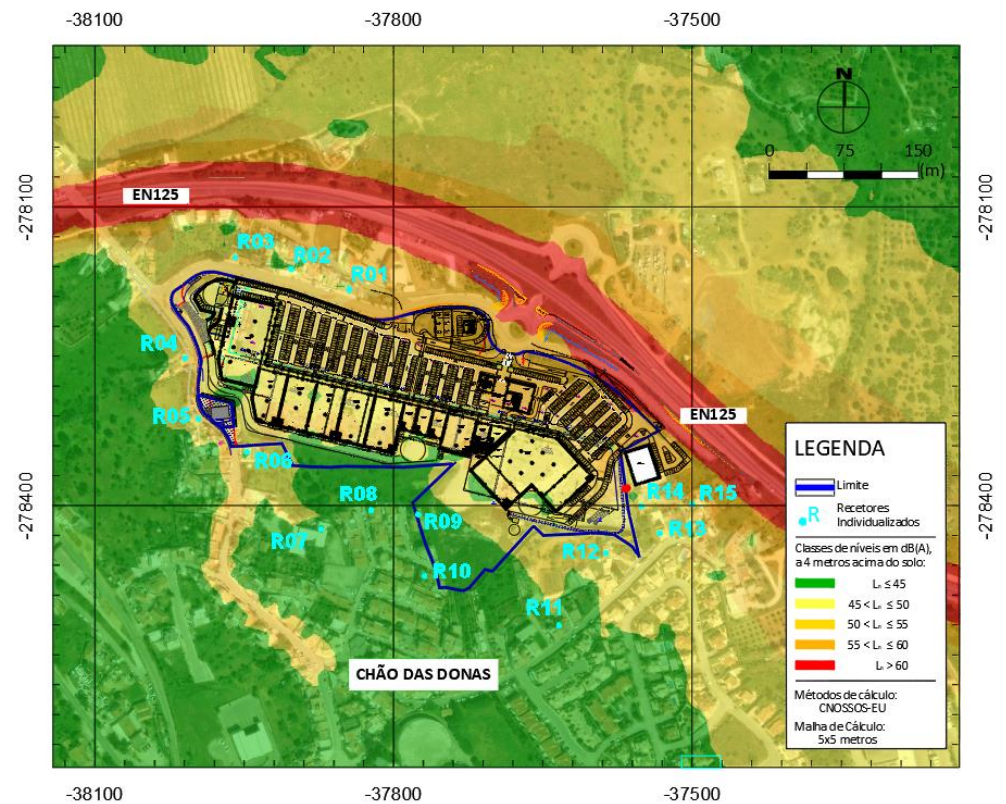 -38100
-37800
-37500
N
0
75
150
(m)
EN125
-278100
-278100
R03
R02
R01
R04
EN125
R05
R06
LEGENDA
Limite
R
Recetores
Individualizados
R08
R14
R15
-278400
-278400
R09
R07
R13
R12
R10
R11
Classes de níveis em dB(A),
a 4 metros acima do solo:
Lₙ ≤ 45
45 < Lₙ ≤ 50
50 < Lₙ ≤ 55
55 < Lₙ ≤ 60
Lₙ > 60
CHÃO DAS DONAS
Métodos de cálculo:
CNOSSOS-EU
Malha de Cálculo:
5x5 metros
-38100
-37800
-37500